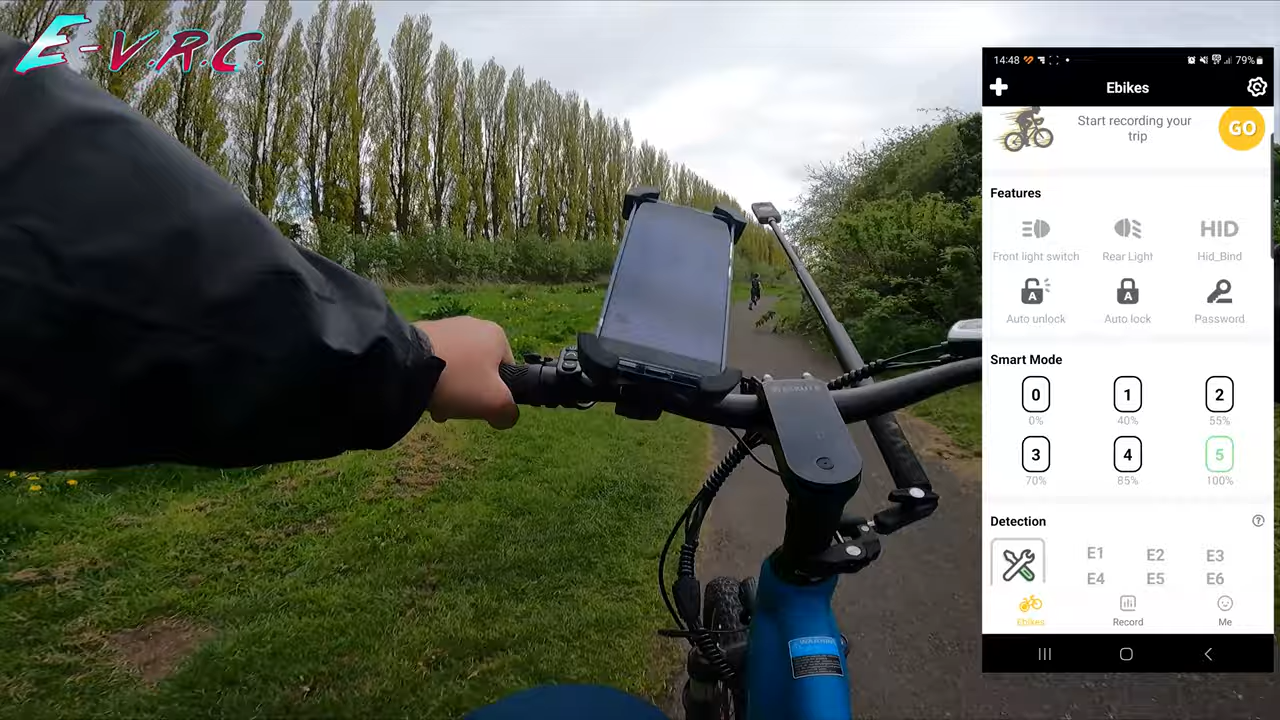 E-V.R.C.
14:48
79%
Ebikes
Start recording your
trip
GO
Features
Front light switch
Rear Light
HID
Hid_Bind
A
Auto unlock
A
Auto lock
Password
Smart Mode
0
0%
1
40%
2
55%
3
70%
4
85%
5
100%
Detection
E1 E2 E3
E4 E5 E6
Ebikes
Record
Me
WARNING